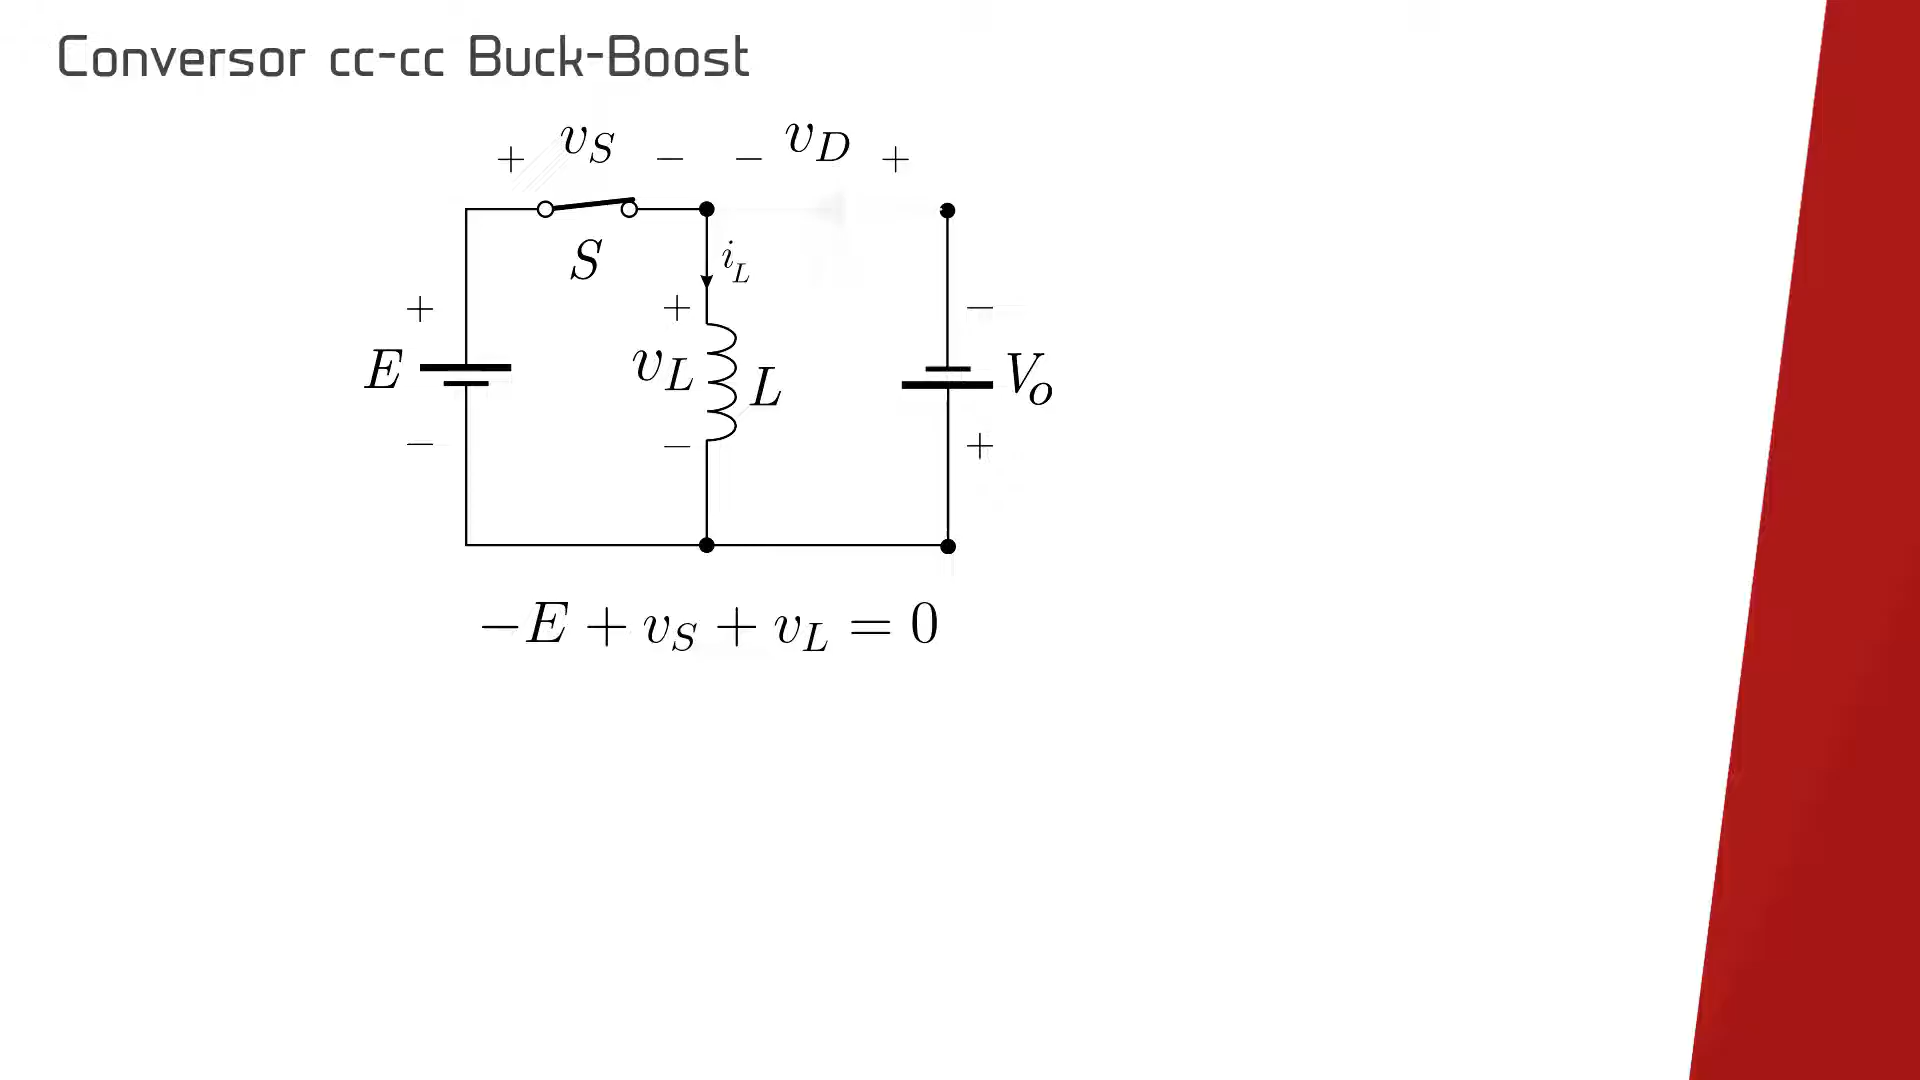 Conversor cc-cc Buck-Boost
+ v_S − − v_D +
S
i_L
+ + −
E v_L L V_o
− − +
−E + v_S + v_L = 0